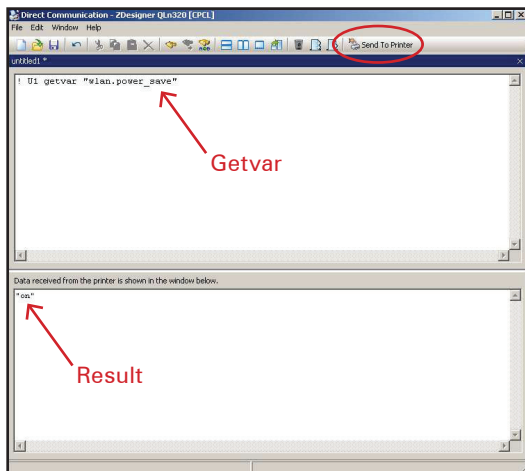 Direct Communication - ZDesigner QLn320 [CPCL]
File Edit Window Help
Send To Printer
untitled1 *
! U1 getvar "wlan.power_save"
Getvar
Data received from the printer is shown in the window below.
"on"
Result